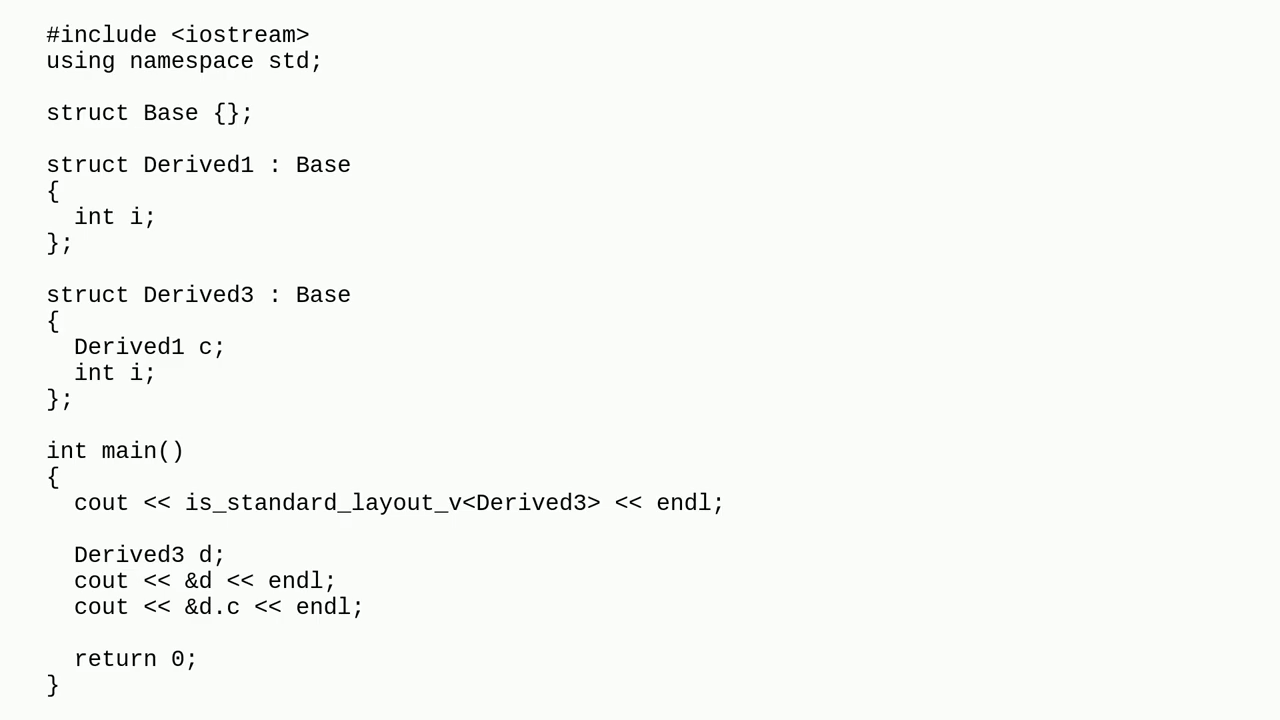 #include <iostream>
using namespace std;
struct Base {};
struct Derived1 : Base
{
  int i;
};
struct Derived3 : Base
{
  Derived1 c;
  int i;
};
int main()
{
  cout << is_standard_layout_v<Derived3> << endl;
  Derived3 d;
  cout << &d << endl;
  cout << &d.c << endl;
  return 0;
}